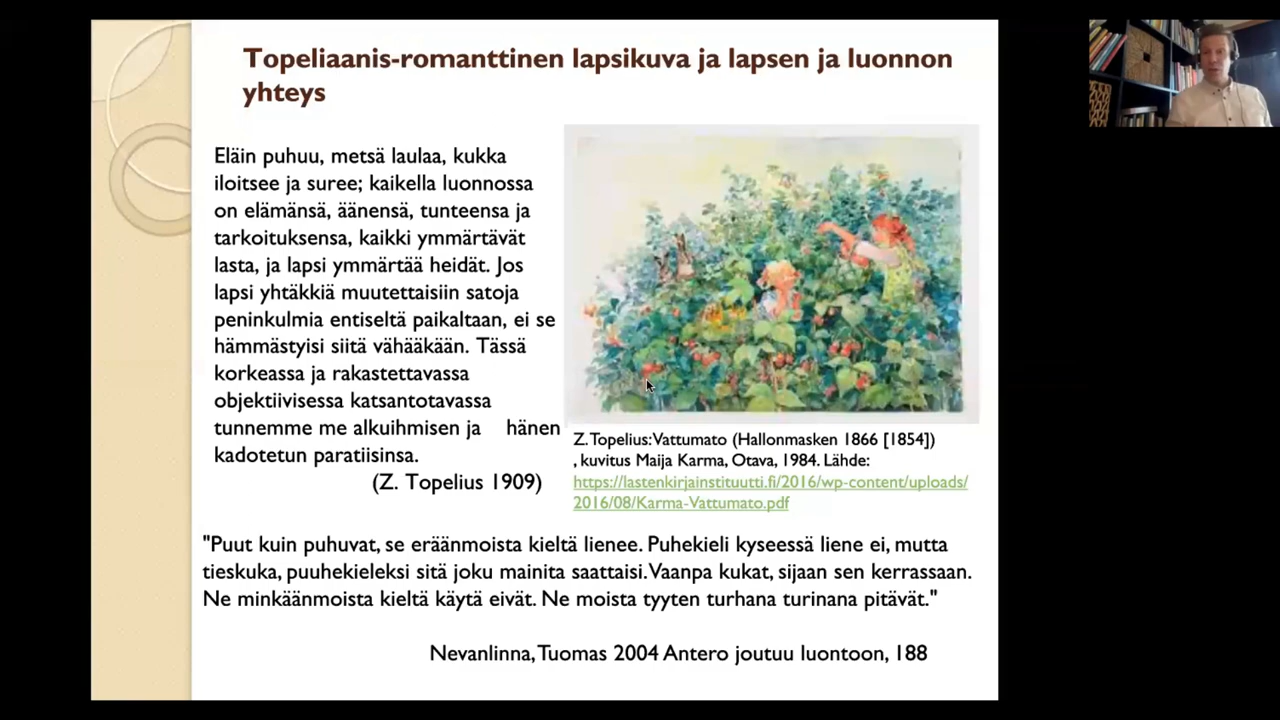 Topeliaanis-romanttinen lapsikuva ja lapsen ja luonnon
yhteys
Eläin puhuu, metsä laulaa, kukka
iloitsee ja suree; kaikella luonnossa
on elämänsä, äänensä, tunteensa ja
tarkoituksensa, kaikki ymmärtävät
lasta, ja lapsi ymmärtää heidät. Jos
lapsi yhtäkkiä muutettaisiin satoja
peninkulmia entiseltä paikaltaan, ei se
hämmästyisi siitä vähääkään. Tässä
korkeassa ja rakastettavassa
objektiivisessa katsantotavassa
tunnemme me alkuihmisen ja hänen
kadotetun paratiisinsa.
(Z. Topelius 1909)
Z. Topelius: Vattumato (Hallonmasken 1866 [1854])
, kuvitus Maija Karma, Otava, 1984. Lähde:
https://lastenkirjainstituutti.fi/2016/wp-content/uploads/
2016/08/Karma-Vattumato.pdf
"Puut kuin puhuvat, se eräänmoista kieltä lienee. Puhekieli kyseessä liene ei, mutta
tieskuka, puuhekieleksi sitä joku mainita saattaisi. Vaanpa kukat, sijaan sen kerrassaan.
Ne minkäänmoista kieltä käytä eivät. Ne moista tyyten turhana turinana pitävät."
Nevanlinna, Tuomas 2004 Antero joutuu luontoon, 188